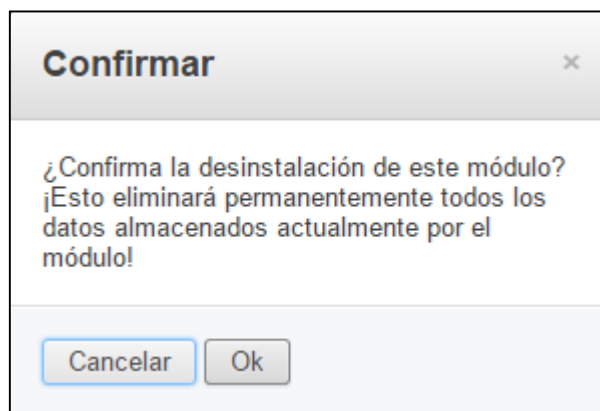 Confirmar ×
¿Confirma la desinstalación de este módulo?
¡Esto eliminará permanentemente todos los
datos almacenados actualmente por el
módulo!
Cancelar Ok